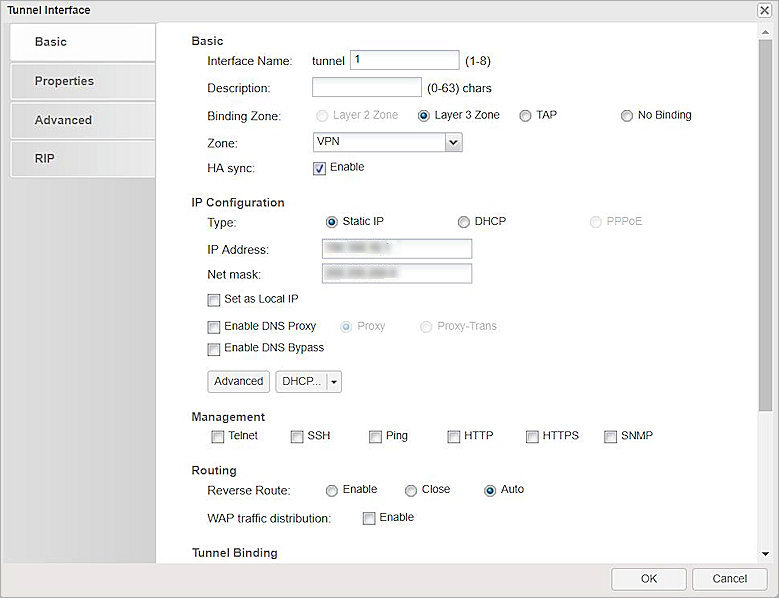 Tunnel Interface
Basic
Properties
Advanced
RIP
Basic
Interface Name: tunnel 1 (1-8)
Description: (0-63) chars
Binding Zone: Layer 2 Zone Layer 3 Zone TAP No Binding
Zone: VPN
HA sync: Enable
IP Configuration
Type: Static IP DHCP PPPoE
IP Address:
Net mask:
Set as Local IP
Enable DNS Proxy Proxy Proxy-Trans
Enable DNS Bypass
Advanced DHCP...
Management
Telnet SSH Ping HTTP HTTPS SNMP
Routing
Reverse Route: Enable Close Auto
WAP traffic distribution: Enable
Tunnel Binding
OK Cancel